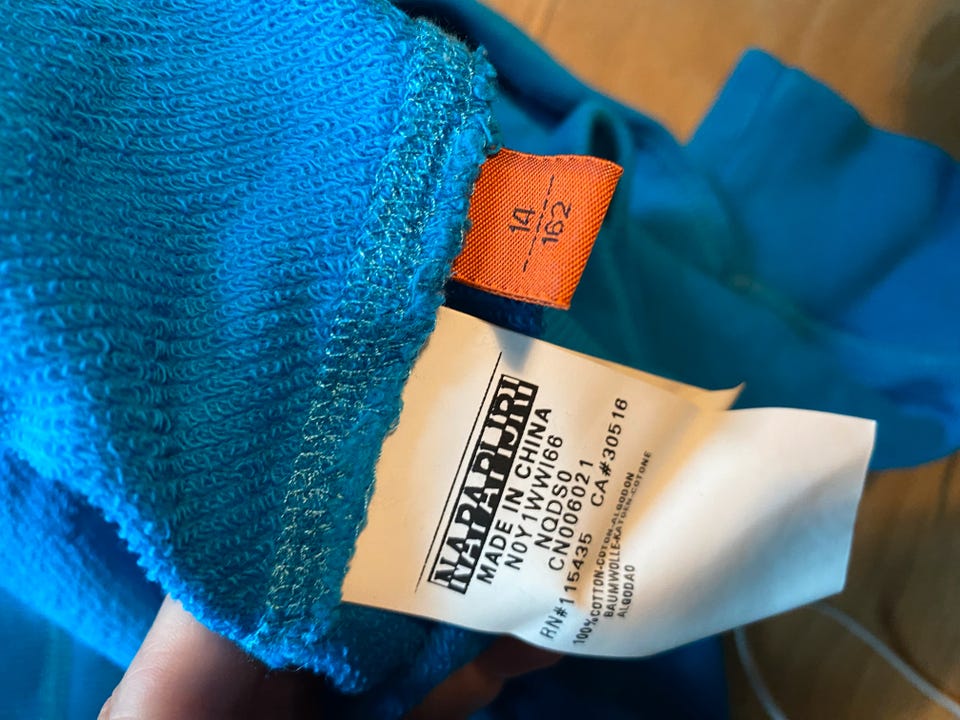 14
162
NAPAPIJRI
MADE IN CHINA
N0Y1WWI66
NQDS0
CN006021
RN#115435 CA#30516
100%COTTON-COTON-ALGODON
BAUMWOLLE-KATOEN-COTONE
ALGODAO